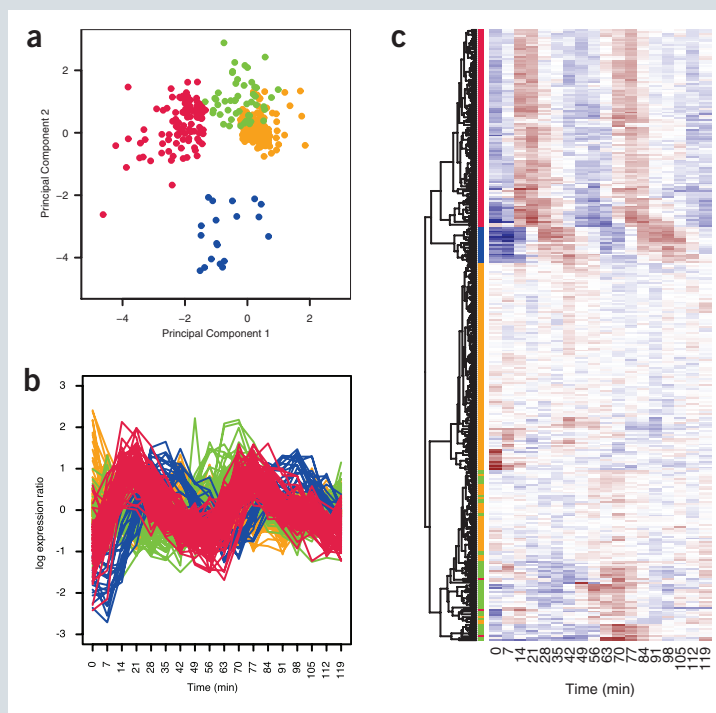 a
2
0
−2
−4
Principal Component 2
−4 −2 0 2
Principal Component 1
b
3
2
1
0
-1
-2
-3
log expression ratio
0 7 14 21 28 35 42 49 56 63 70 77 84 91 98 105 112 119
Time (min)
c
0 7 14 21 28 35 42 49 56 63 70 77 84 91 98 105 112 119
Time (min)